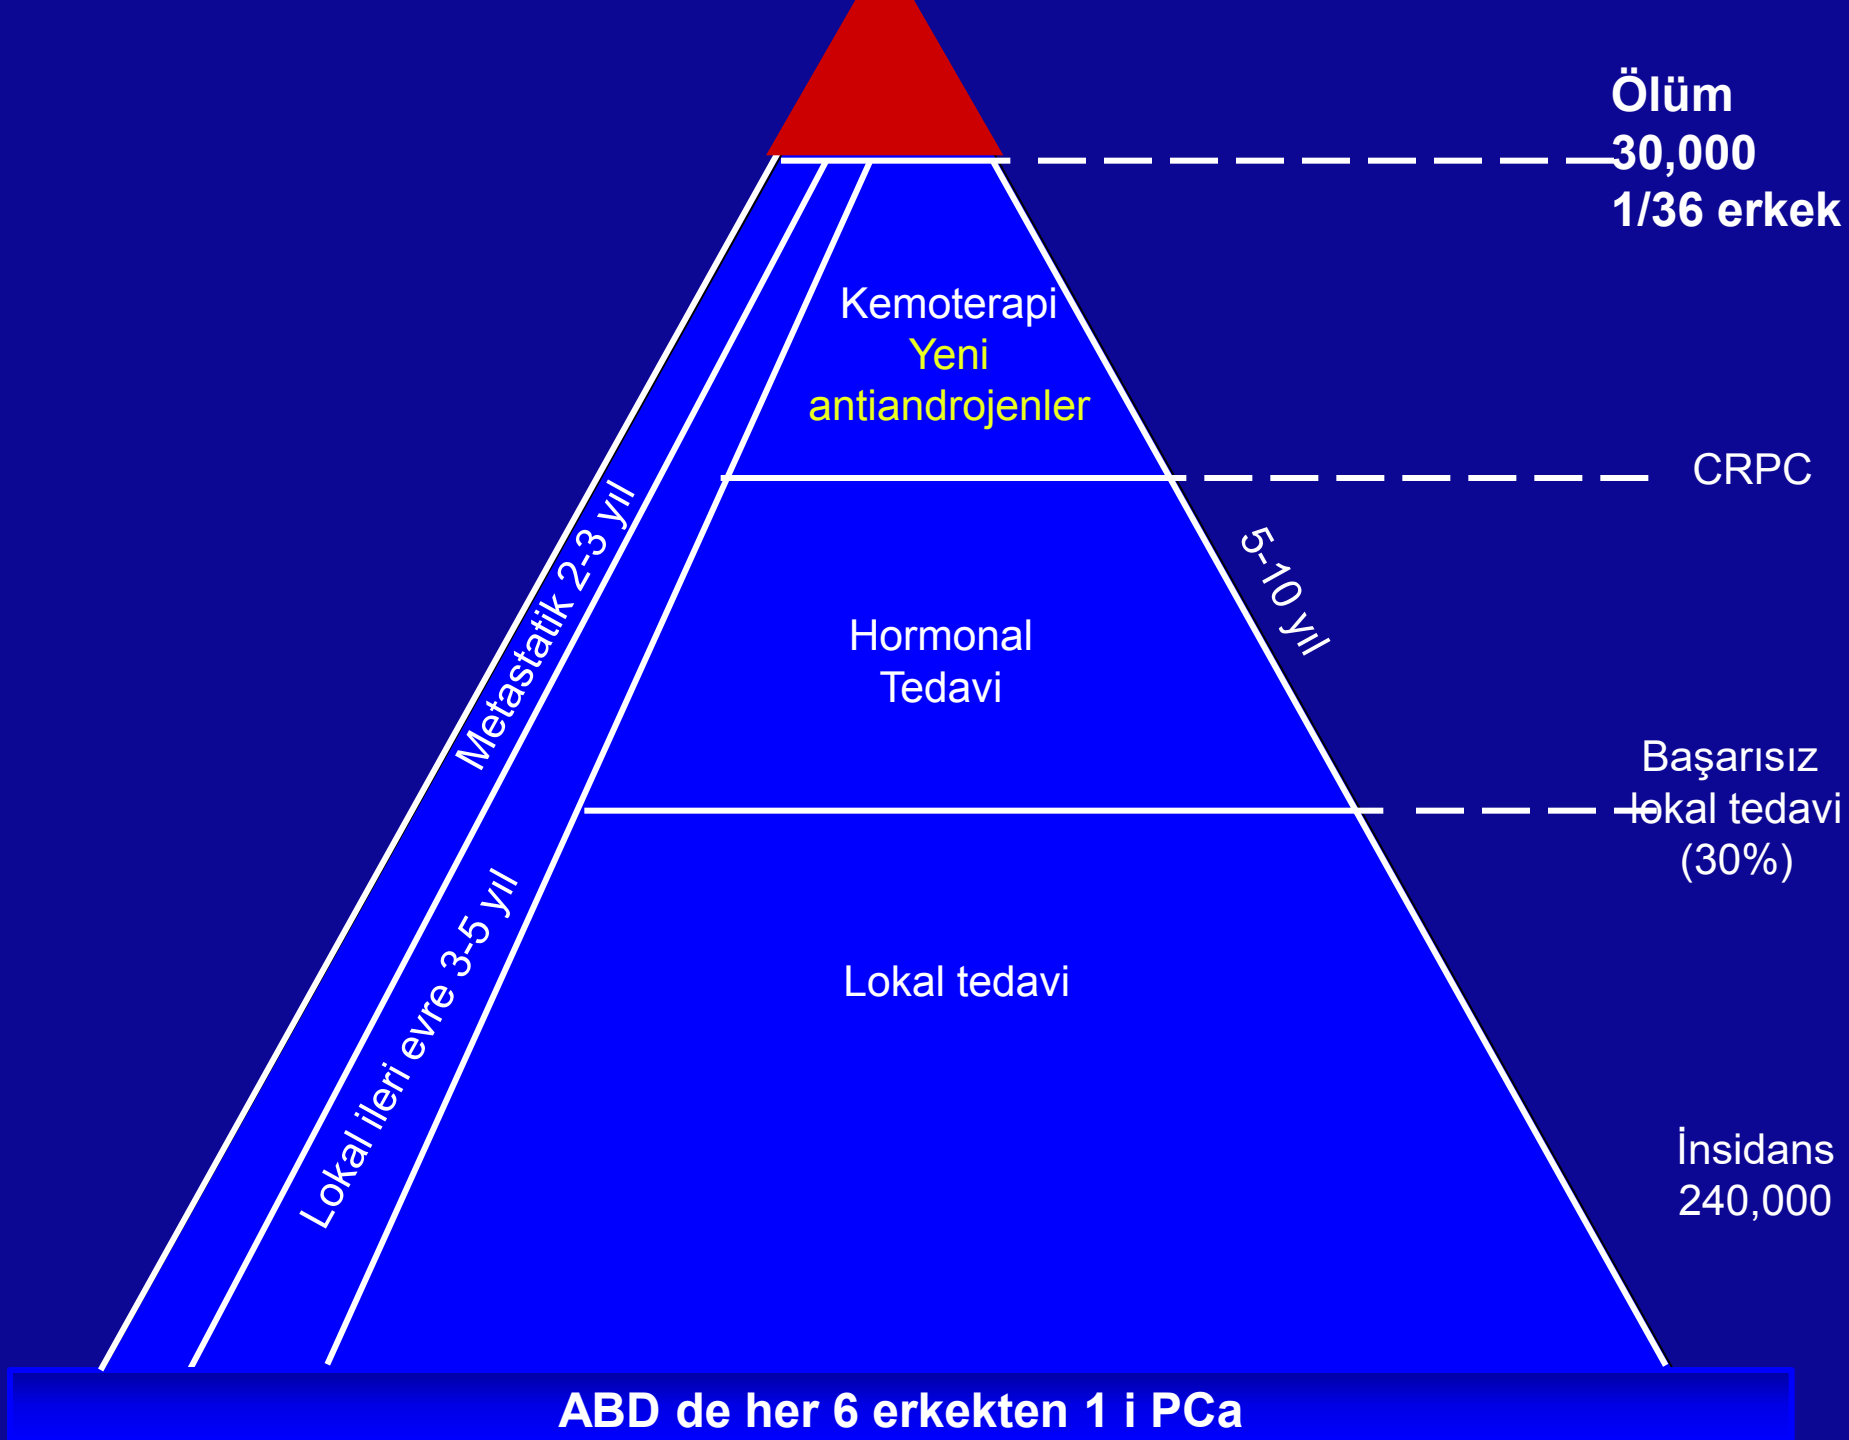 Ölüm
30,000
1/36 erkek
Kemoterapi
Yeni
antiandrojenler
CRPC
Metastatik 2-3 yıl
5-10 yıl
Hormonal
Tedavi
Başarısız
lokal tedavi
(30%)
Lokal ileri evre 3-5 yıl
Lokal tedavi
İnsidans
240,000
ABD de her 6 erkekten 1 i PCa